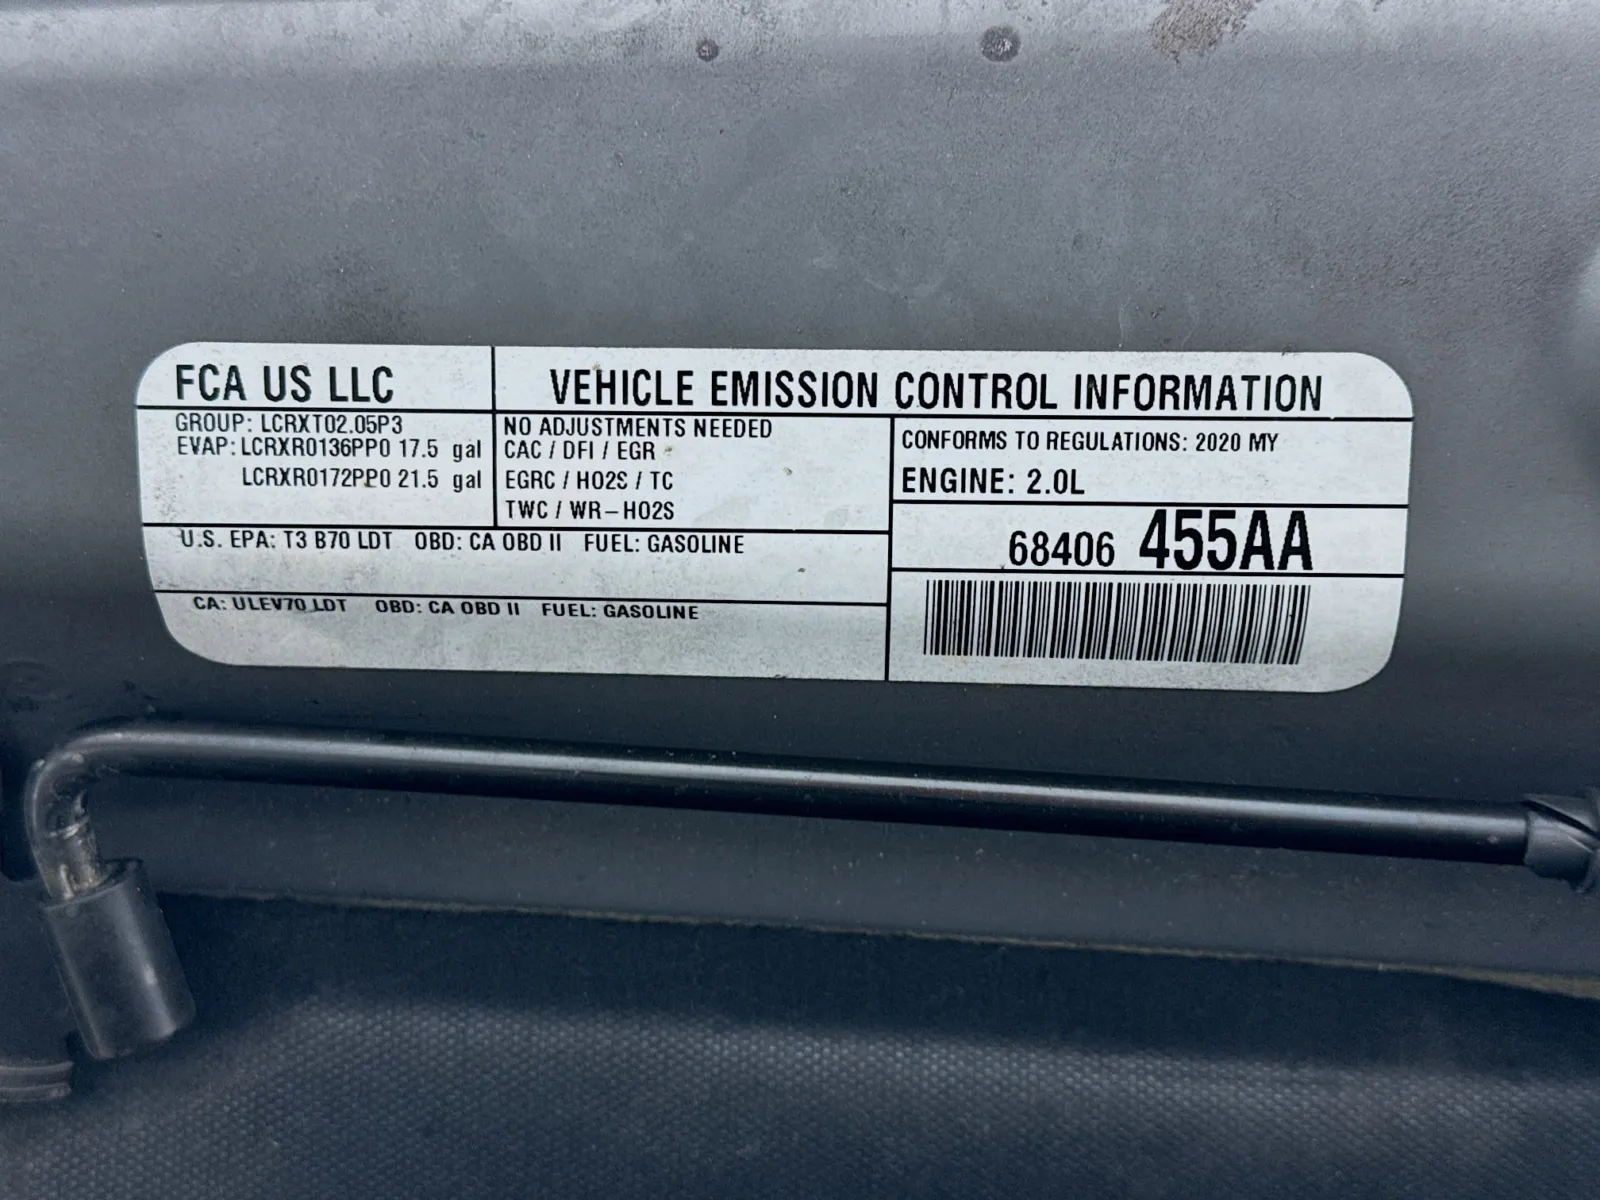 FCA US LLC
VEHICLE EMISSION CONTROL INFORMATION
GROUP: LCRXT02.05P3
EVAP: LCRXR0136PP0 17.5 gal
LCRXR0172PP0 21.5 gal
NO ADJUSTMENTS NEEDED
CAC / DFI / EGR
EGRC / HO2S / TC
TWC / WR-HO2S
CONFORMS TO REGULATIONS: 2020 MY
ENGINE: 2.0L
68406 455AA
U.S. EPA: T3 B70 LDT OBD: CA OBD II FUEL: GASOLINE
CA: ULEV70 LDT OBD: CA OBD II FUEL: GASOLINE